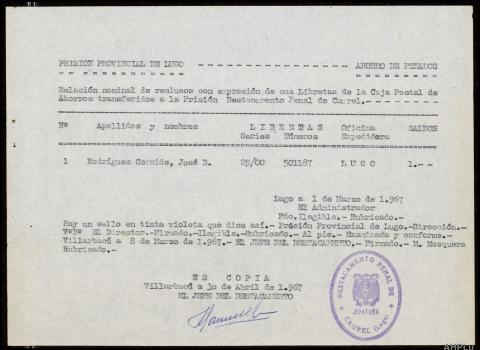 PRISION PROVINCIAL DE LUGO - - - - - - - - - - - - - - - - AHORRO DE PENADOS
Relación nominal de reclusos con expresión de sus Libretas de la Caja Postal de
Ahorros transferidos a la Prisión Destacamento Penal de Caurel.- - - - - - - -
Nº Apellidos y nombres LIBRETAS Oficina SALDOS
Series Números Expedidora
1 Rodríguez Cornide, José B. 29/00 501187 LUGO 1.--
Lugo a 1 de Marzo de 1.967
El Administrador
Fdo.Ilegible.- Rubricado.-
Hay un sello en tinta violeta que dice así.- Prisión Provincial de Lugo.-Dirección.-
VºBº El Director.-Firmado.-Ilegible.-Rubricado.- Al pie.- Examinada y conforme.-
Villarbacú a 8 de Marzo de 1.967.- EL JEFE DEL DESTACAMENTO.- Firmado.- M. Mosquera
Rubricado.-
ES COPIA
Villarbacú a 10 de Abril de 1.967
EL JEFE DEL DESTACAMENTO
DESTACAMENTO PENAL DE
JEFATURA
CAUREL (Lugo)
AHPLu